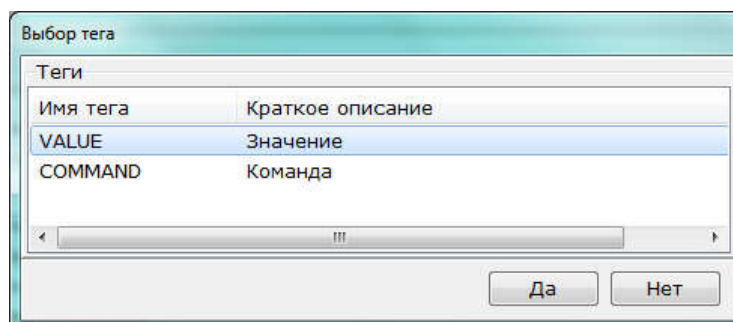 Выбор тега
Теги
Имя тега Краткое описание
VALUE Значение
COMMAND Команда
Да Нет